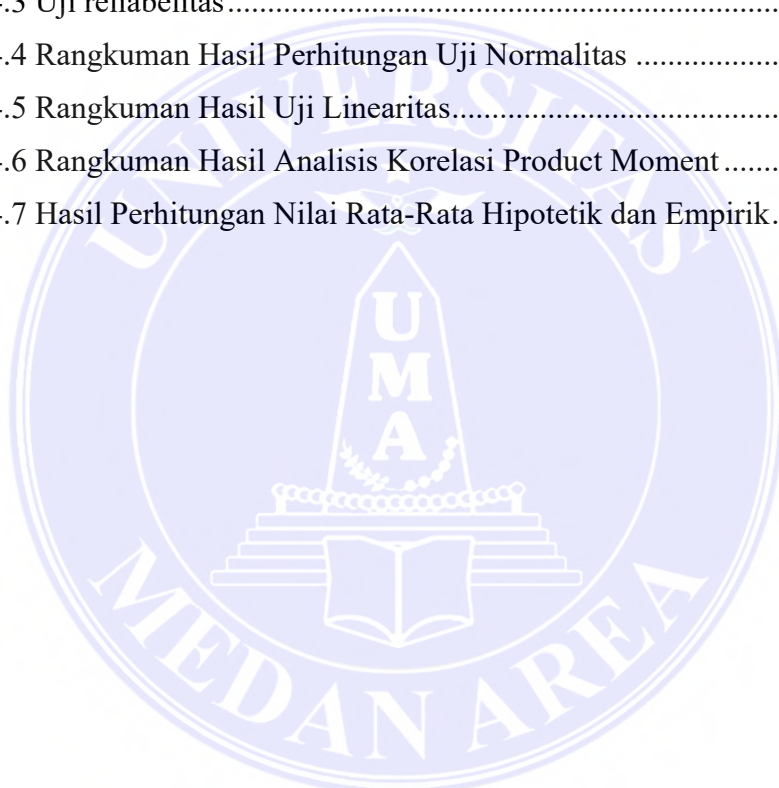 .3 Uji reliabelitas
.4 Rangkuman Hasil Perhitungan Uji Normalitas ..................
.5 Rangkuman Hasil Uji Linearitas.........................................
.6 Rangkuman Hasil Analisis Korelasi Product Moment .......
.7 Hasil Perhitungan Nilai Rata-Rata Hipotetik dan Empirik.
UNIVERSITAS
U
M
A
MEDAN AREA